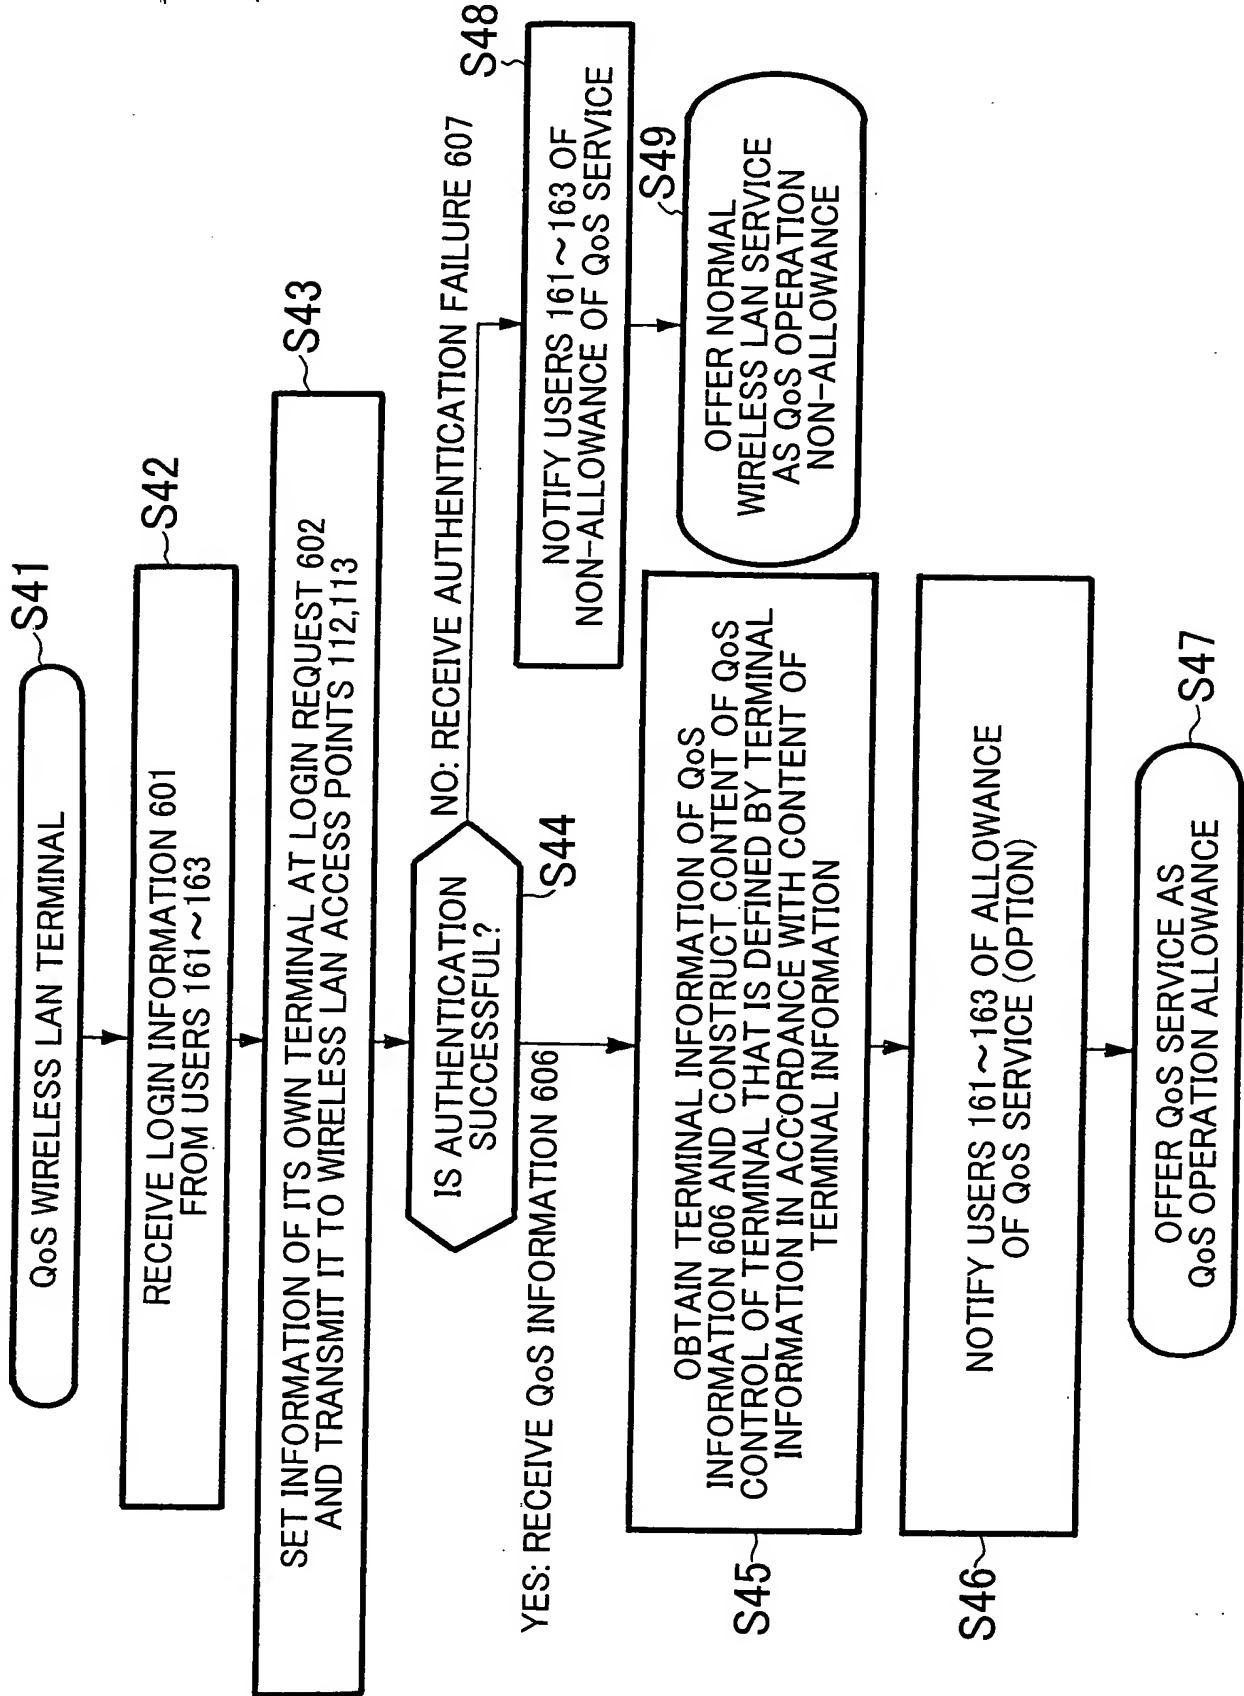 S41
QoS WIRELESS LAN TERMINAL
S42
RECEIVE LOGIN INFORMATION 601
FROM USERS 161~163
S43
SET INFORMATION OF ITS OWN TERMINAL AT LOGIN REQUEST 602
AND TRANSMIT IT TO WIRELESS LAN ACCESS POINTS 112,113
IS AUTHENTICATION
SUCCESSFUL?
S44
NO: RECEIVE AUTHENTICATION FAILURE 607
YES: RECEIVE QoS INFORMATION 606
S48
NOTIFY USERS 161~163 OF
NON-ALLOWANCE OF QoS SERVICE
S49
OFFER NORMAL
WIRELESS LAN SERVICE
AS QoS OPERATION
NON-ALLOWANCE
S45
OBTAIN TERMINAL INFORMATION OF QoS
INFORMATION 606 AND CONSTRUCT CONTENT OF QoS
CONTROL OF TERMINAL THAT IS DEFINED BY TERMINAL
INFORMATION IN ACCORDANCE WITH CONTENT OF
TERMINAL INFORMATION
S46
NOTIFY USERS 161~163 OF ALLOWANCE
OF QoS SERVICE (OPTION)
S47
OFFER QoS SERVICE AS
QoS OPERATION ALLOWANCE